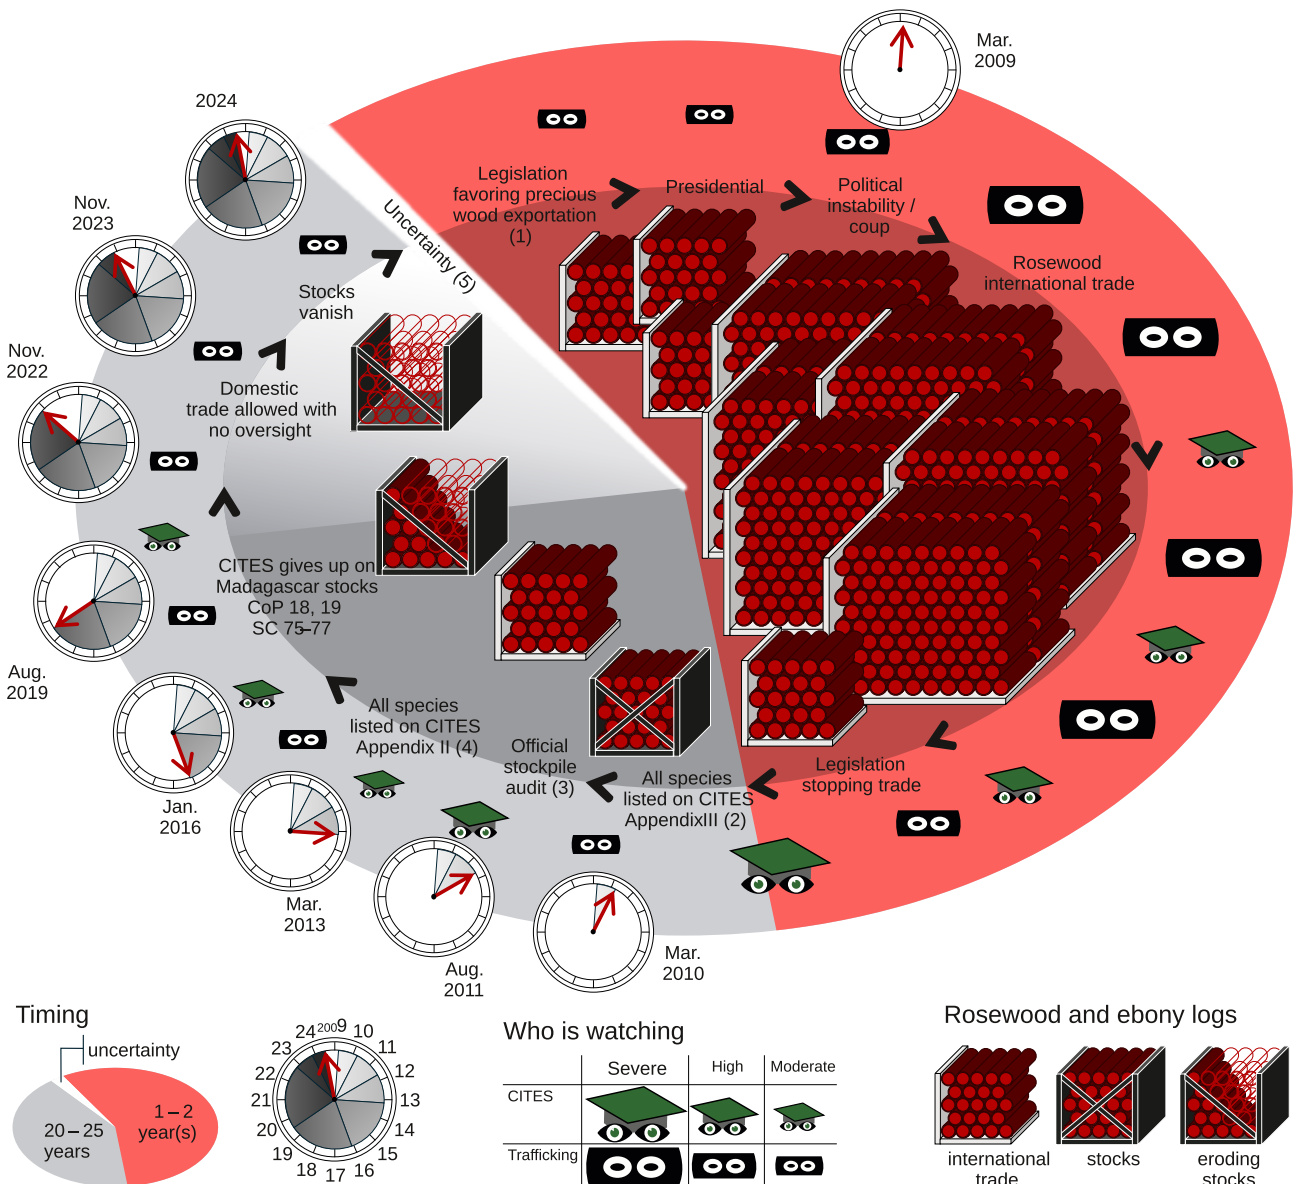 Mar.
2009
2024
Nov.
2023
Nov.
2022
Aug.
2019
Jan.
2016
Mar.
2013
Aug.
2011
Mar.
2010
Legislation
favoring precious
wood exportation
(1)
Presidential
Political
instability /
coup
Rosewood
international trade
Legislation
stopping trade
All species
listed on CITES
AppendixIII (2)
Official
stockpile
audit (3)
All species
listed on CITES
Appendix II (4)
CITES gives up on
Madagascar stocks
CoP 18, 19
SC 75–77
Domestic
trade allowed with
no oversight
Stocks
vanish
Uncertainty (5)
Timing
uncertainty
1–2
year(s)
20–25
years
2009
10
11
12
13
14
15
16
17
18
19
20
21
22
23
24
Who is watching
Severe High Moderate
CITES
Trafficking
Rosewood and ebony logs
international
trade
stocks
eroding
stocks